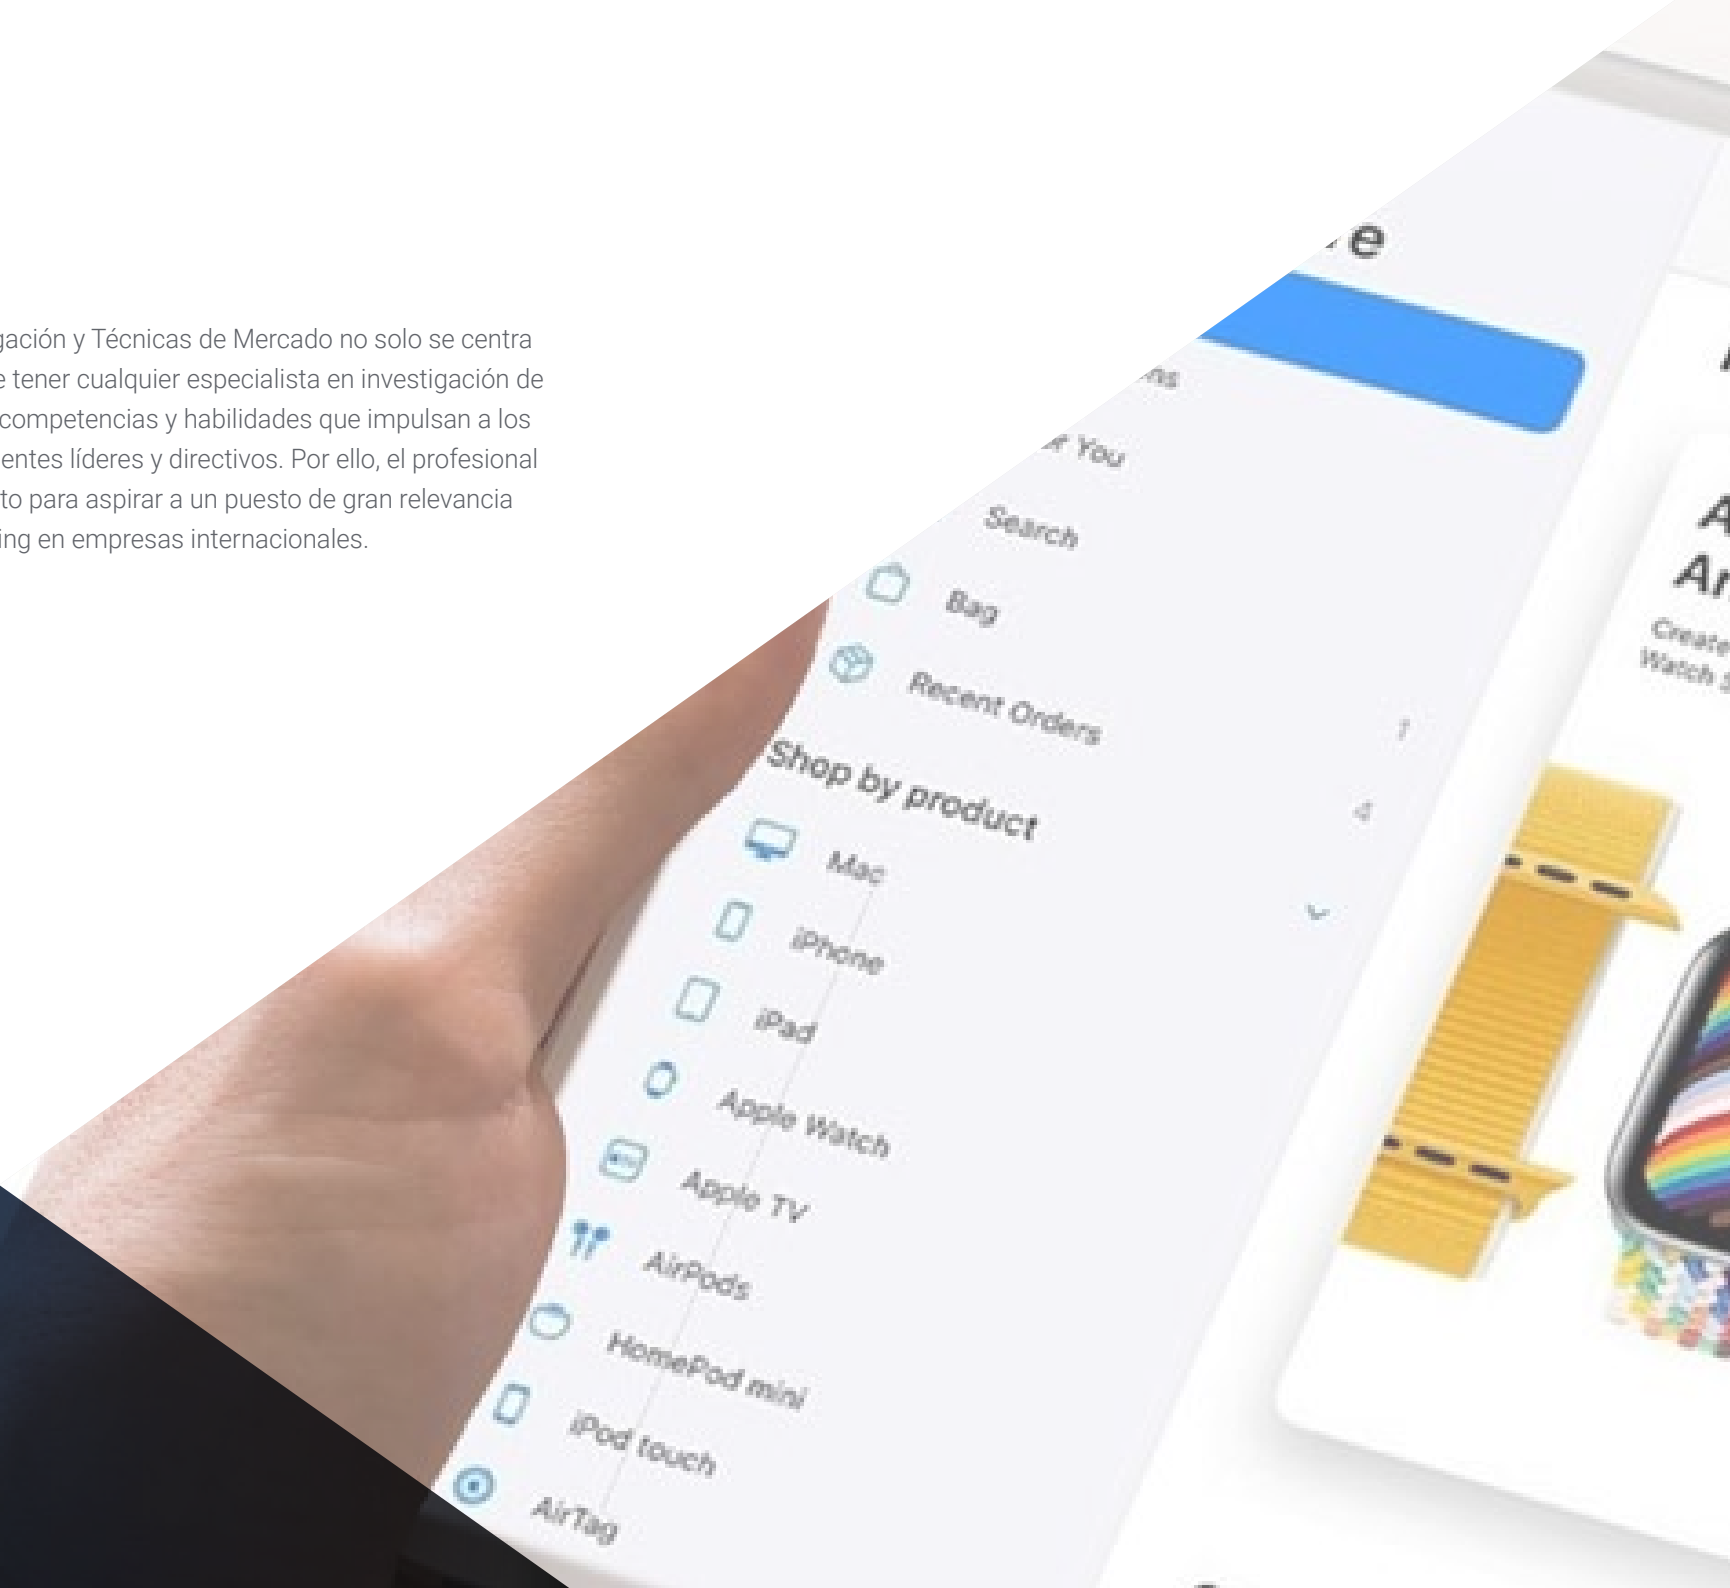 gación y Técnicas de Mercado no solo se centra
e tener cualquier especialista en investigación de
competencias y habilidades que impulsan a los
entes líderes y directivos. Por ello, el profesional
to para aspirar a un puesto de gran relevancia
ing en empresas internacionales.
You
Search
Bag
Recent Orders
1
Shop by product
4
Mac
iPhone
iPad
Apple Watch
Apple TV
AirPods
HomePod mini
iPod touch
AirTag
A
Ar
Create
Watch S